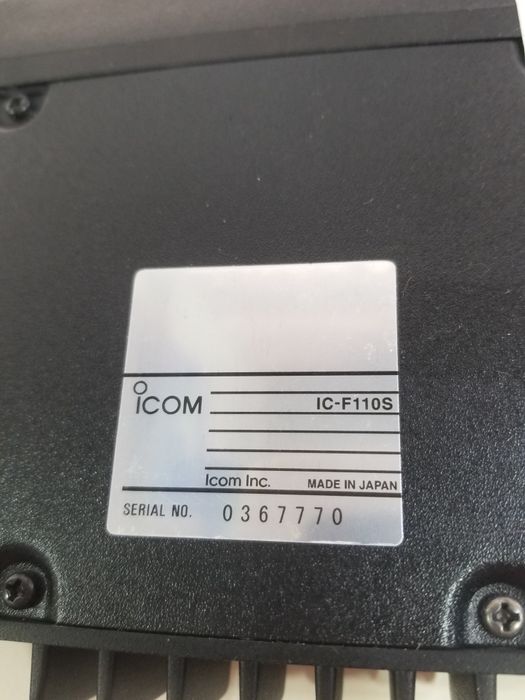 ICOM
IC-F110S
Icom Inc.
MADE IN JAPAN
SERIAL NO. 0367770